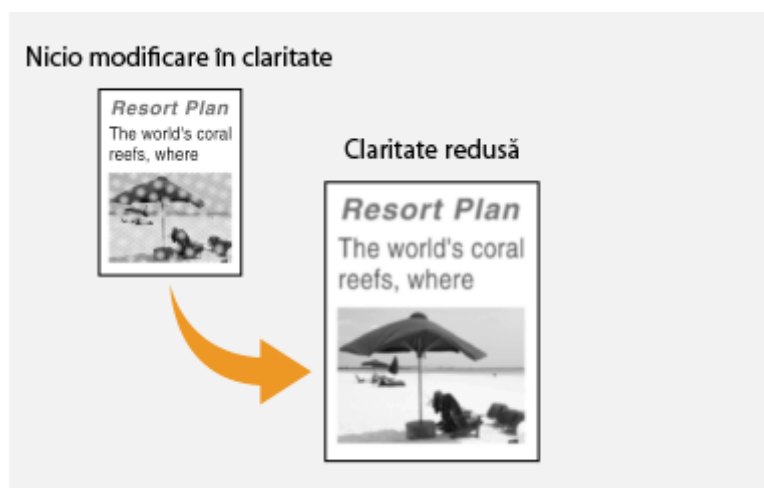 Nicio modificare în claritate
Resort Plan
The world's coral
reefs, where
Claritate redusă
Resort Plan
The world's coral
reefs, where